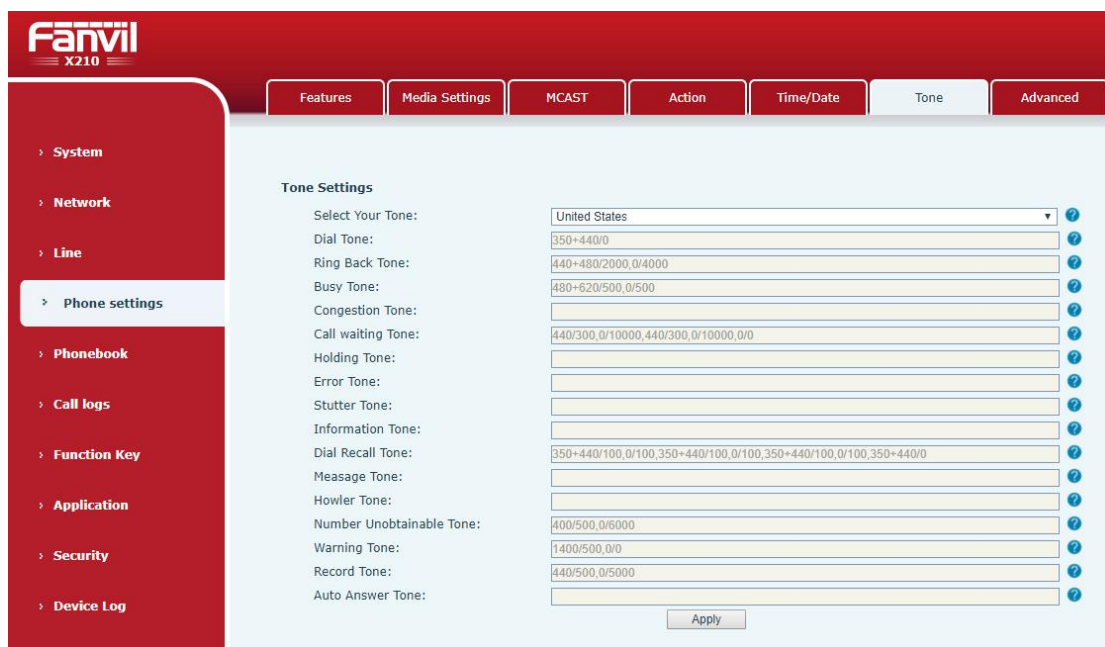 Fanvil
X210
Features Media Settings MCAST Action Time/Date Tone Advanced
› System
› Network
› Line
› Phone settings
› Phonebook
› Call logs
› Function Key
› Application
› Security
› Device Log
Tone Settings
Select Your Tone: United States
Dial Tone: 350+440/0
Ring Back Tone: 440+480/2000,0/4000
Busy Tone: 480+620/500,0/500
Congestion Tone:
Call waiting Tone: 440/300,0/10000,440/300,0/10000,0/0
Holding Tone:
Error Tone:
Stutter Tone:
Information Tone:
Dial Recall Tone: 350+440/100,0/100,350+440/100,0/100,350+440/100,0/100,350+440/0
Measage Tone:
Howler Tone:
Number Unobtainable Tone: 400/500,0/6000
Warning Tone: 1400/500,0/0
Record Tone: 440/500,0/5000
Auto Answer Tone:
Apply